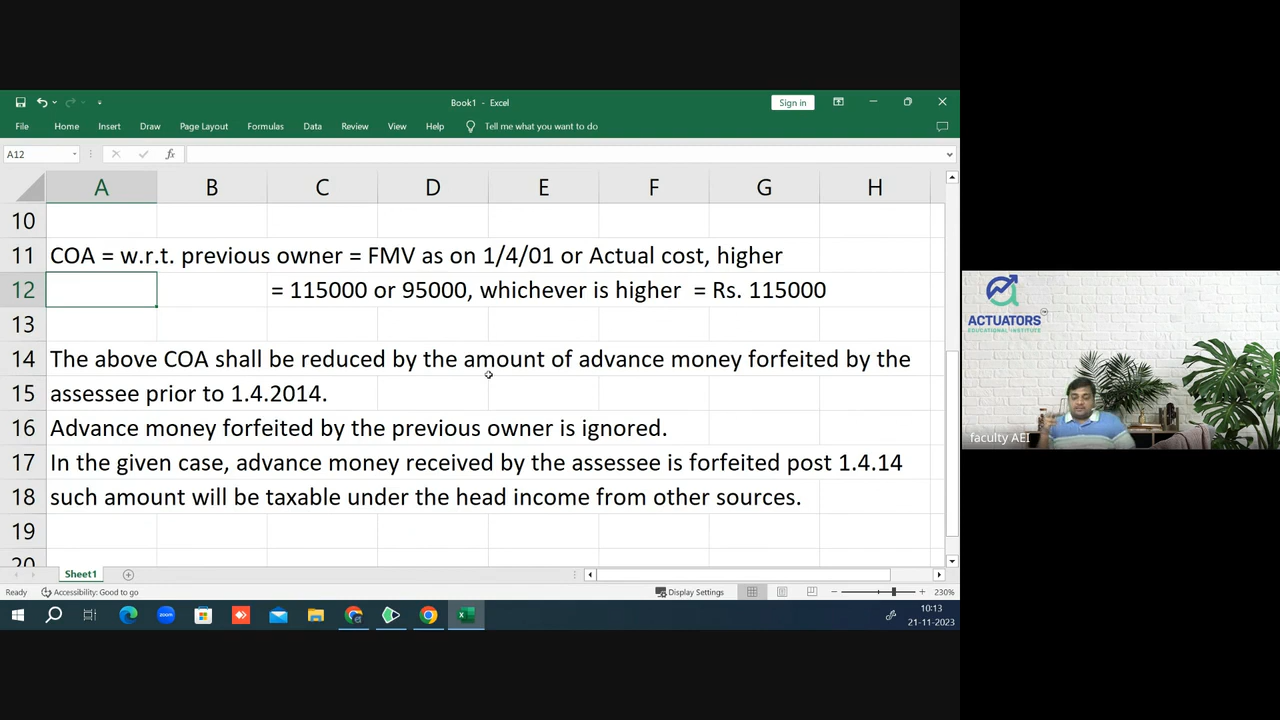 Book1 - Excel
Sign in
File Home Insert Draw Page Layout Formulas Data Review View Help Tell me what you want to do
A12 fx
A B C D E F G H
10
11 COA = w.r.t. previous owner = FMV as on 1/4/01 or Actual cost, higher
12 = 115000 or 95000, whichever is higher = Rs. 115000
13
14 The above COA shall be reduced by the amount of advance money forfeited by the
15 assessee prior to 1.4.2014.
16 Advance money forfeited by the previous owner is ignored.
17 In the given case, advance money received by the assessee is forfeited post 1.4.14
18 such amount will be taxable under the head income from other sources.
19
20
Sheet1
Ready Accessibility: Good to go Display Settings 230%
zoom
10:13
21-11-2023
ACTUATORS
EDUCATIONAL INSTITUTE
faculty AEI